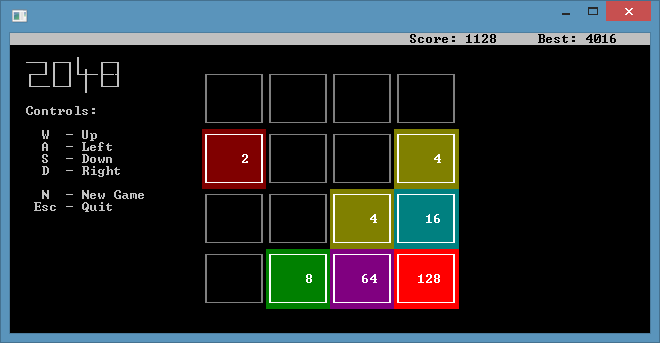 Score: 1128 Best: 4016
2048
Controls:
W - Up
A - Left
S - Down
D - Right
N - New Game
Esc - Quit
2 4
4 16
8 64 128